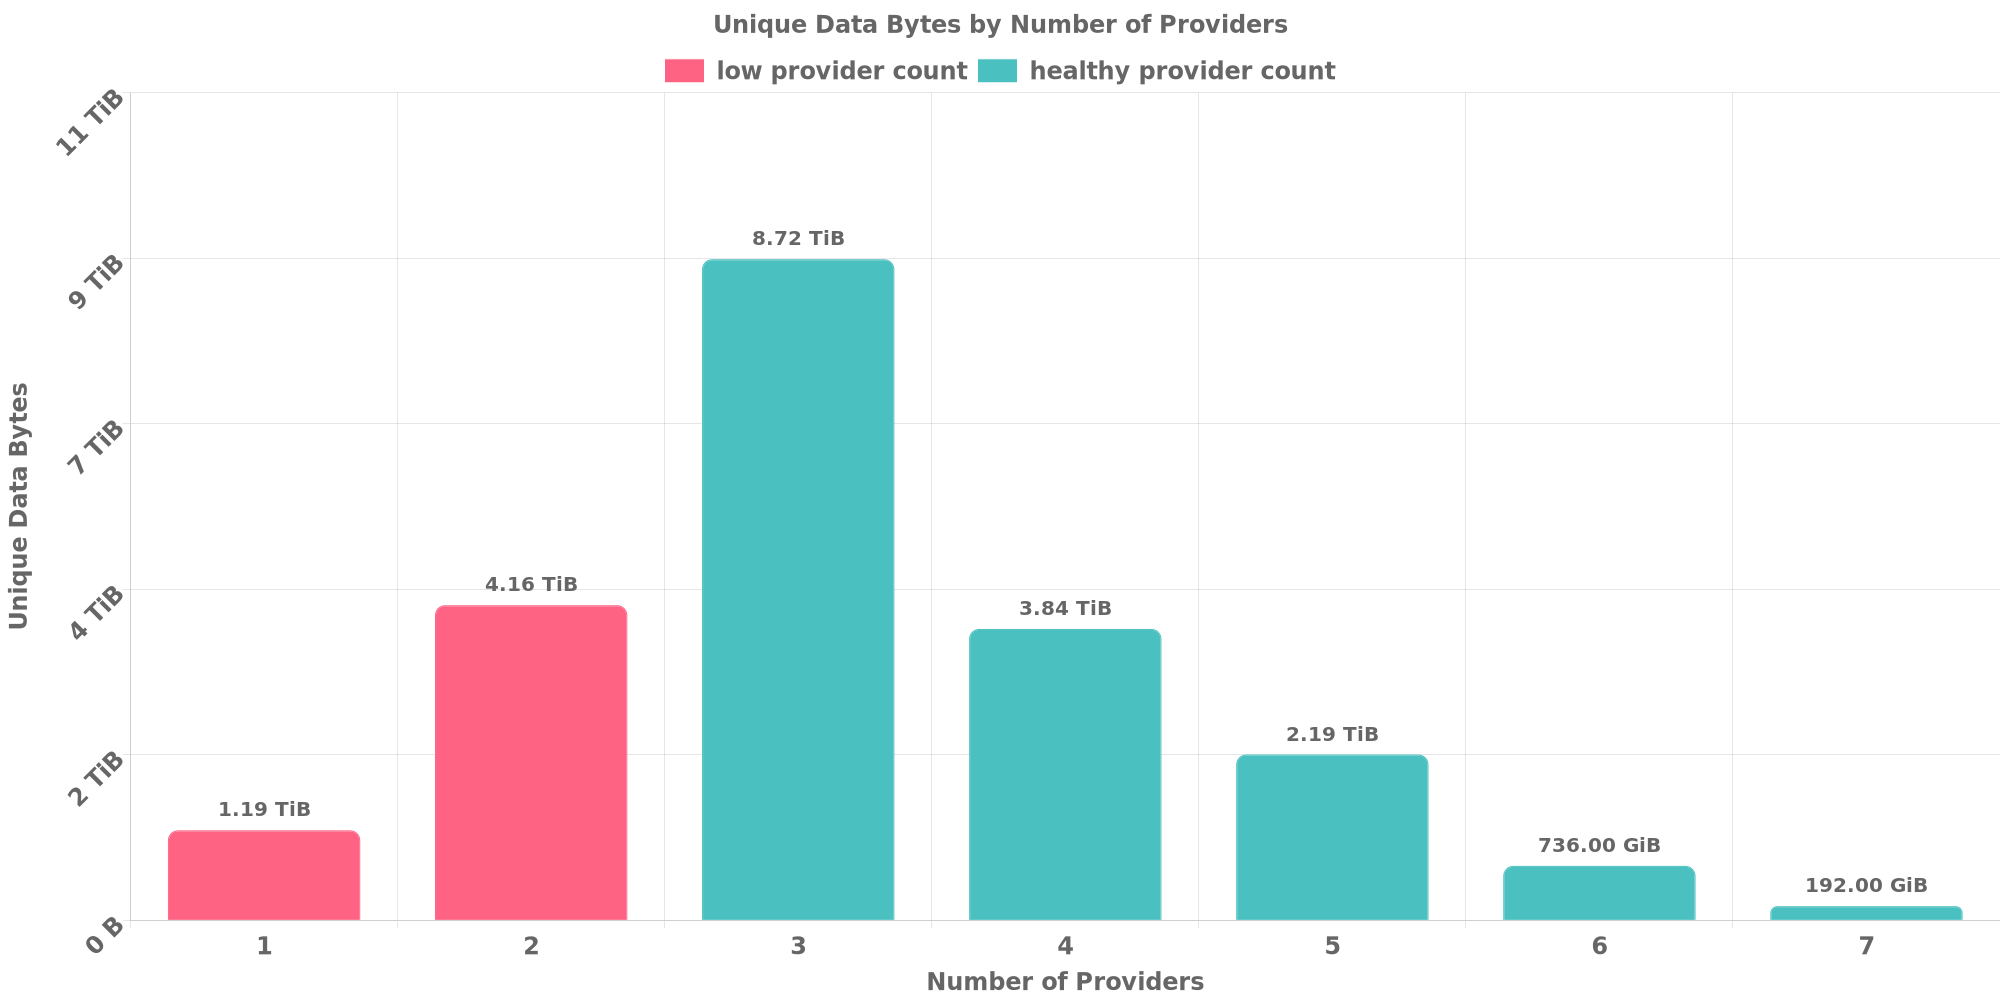 Unique Data Bytes by Number of Providers
low provider count healthy provider count
11 TiB
9 TiB
7 TiB
4 TiB
2 TiB
0 B
Unique Data Bytes
1.19 TiB
4.16 TiB
8.72 TiB
3.84 TiB
2.19 TiB
736.00 GiB
192.00 GiB
1 2 3 4 5 6 7
Number of Providers